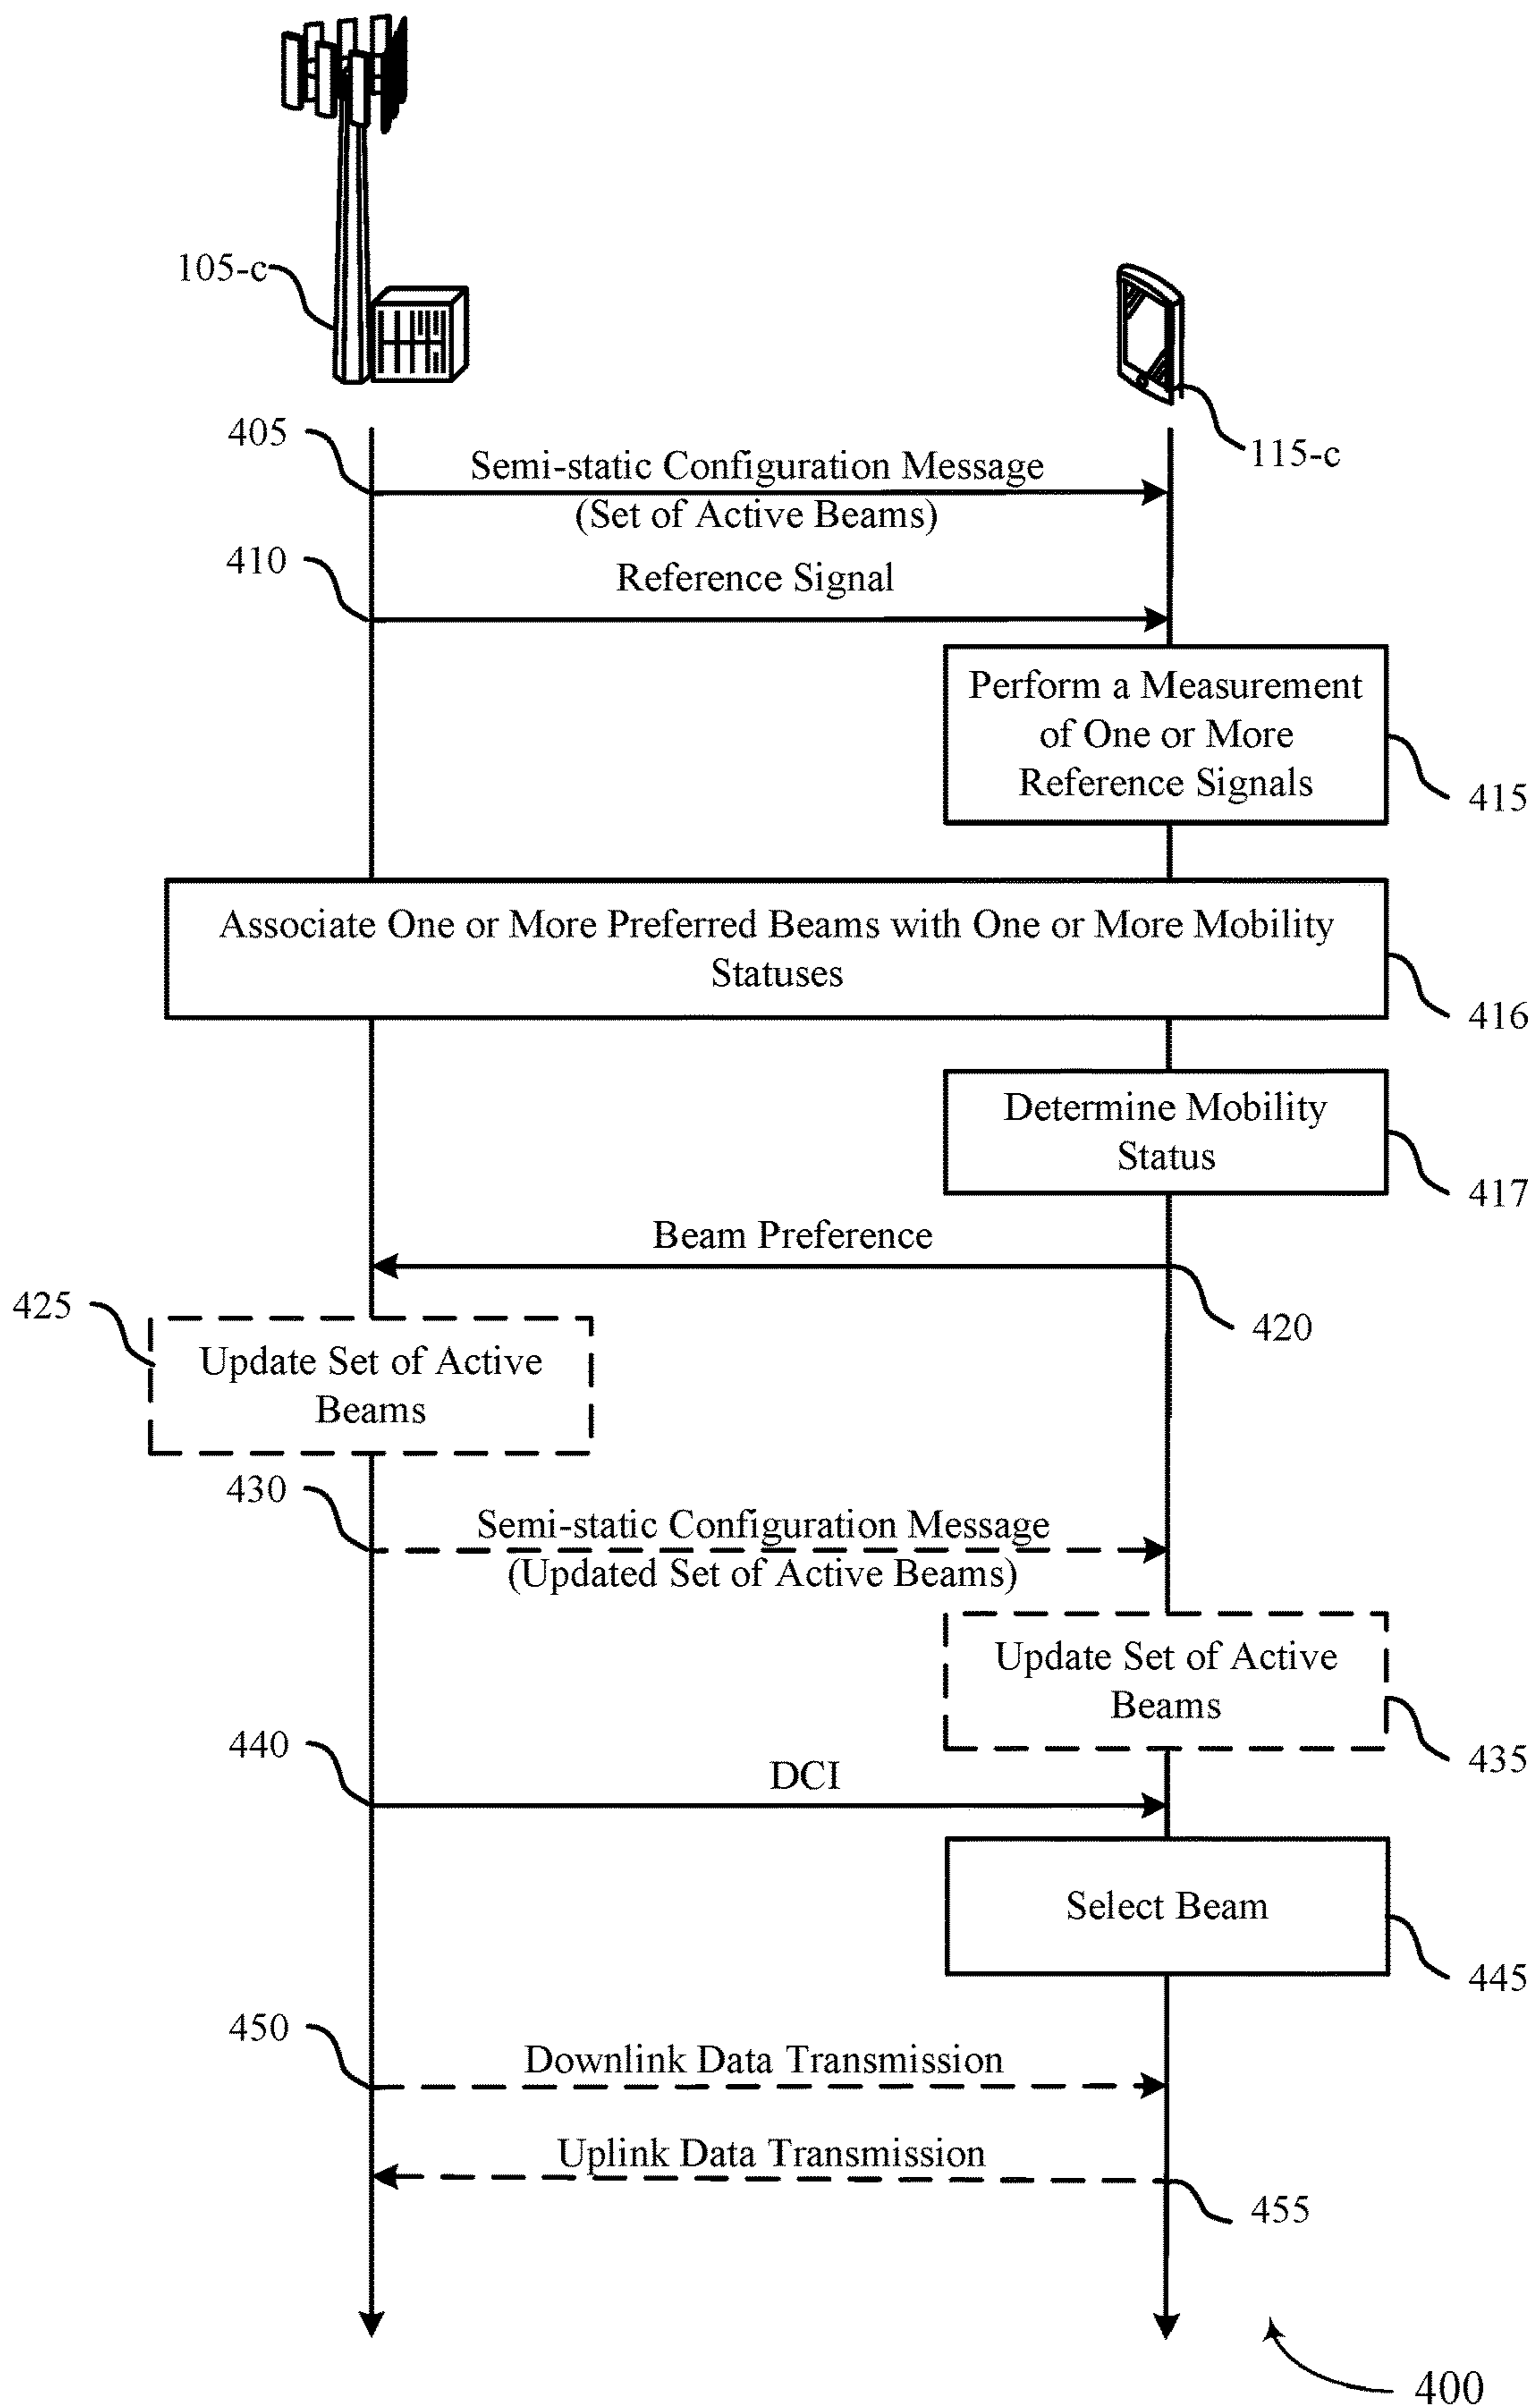 105-c
115-c
405
Semi-static Configuration Message
(Set of Active Beams)
410
Reference Signal
Perform a Measurement
of One or More
Reference Signals
415
Associate One or More Preferred Beams with One or More Mobility
Statuses
416
Determine Mobility
Status
417
Beam Preference
420
425
Update Set of Active
Beams
430
Semi-static Configuration Message
(Updated Set of Active Beams)
Update Set of Active
Beams
435
440
DCI
Select Beam
445
450
Downlink Data Transmission
Uplink Data Transmission
455
400